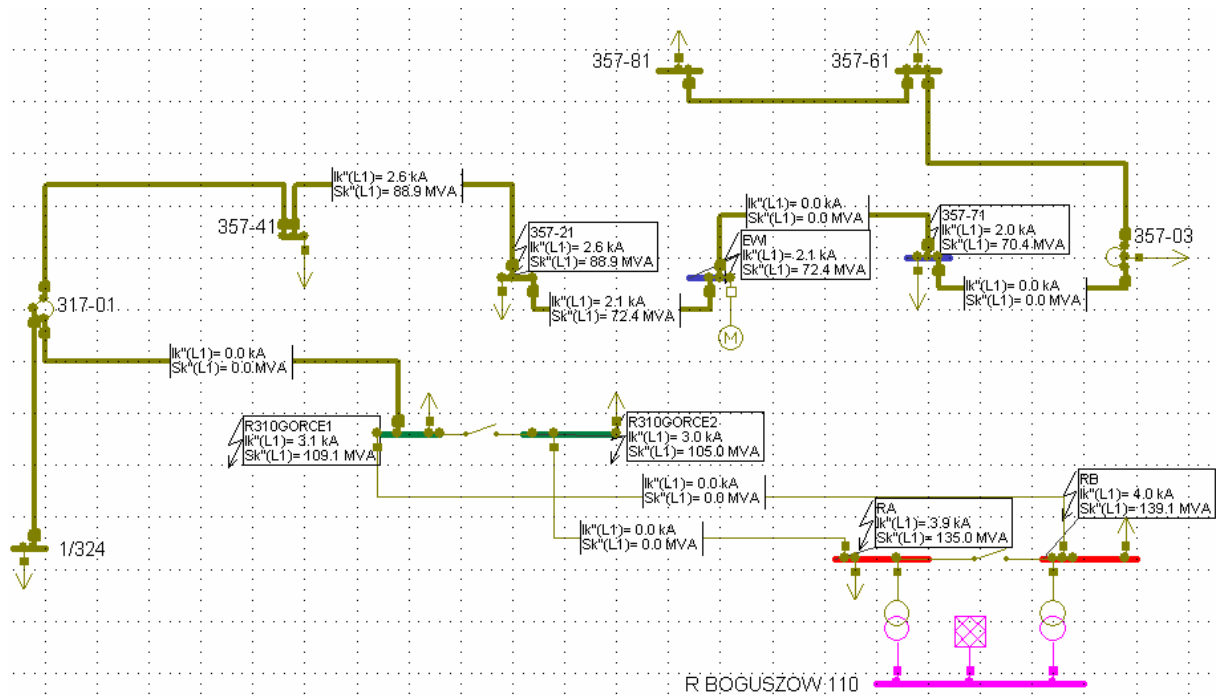 357-81
357-61
Ik"(L1)= 2.6 kA
Sk"(L1)= 88.9 MVA
Ik"(L1)= 0.0 kA
Sk"(L1)= 0.0 MVA
357-41
357-21
Ik"(L1)= 2.6 kA
Sk"(L1)= 88.9 MVA
EWI
Ik"(L1)= 2.1 kA
Sk"(L1)= 72.4 MVA
357-71
Ik"(L1)= 2.0 kA
Sk"(L1)= 70.4 MVA
357-03
Ik"(L1)= 2.1 kA
Sk"(L1)= 72.4 MVA
Ik"(L1)= 0.0 kA
Sk"(L1)= 0.0 MVA
317-01
M
Ik"(L1)= 0.0 kA
Sk"(L1)= 0.0 MVA
R310GORCE1
Ik"(L1)= 3.1 kA
Sk"(L1)= 109.1 MVA
R310GORCE2
Ik"(L1)= 3.0 kA
Sk"(L1)= 105.0 MVA
Ik"(L1)= 0.0 kA
Sk"(L1)= 0.0 MVA
RB
Ik"(L1)= 4.0 kA
Sk"(L1)= 139.1 MVA
RA
Ik"(L1)= 3.9 kA
Sk"(L1)= 135.0 MVA
Ik"(L1)= 0.0 kA
Sk"(L1)= 0.0 MVA
1/324
R BOGUSZOW 110